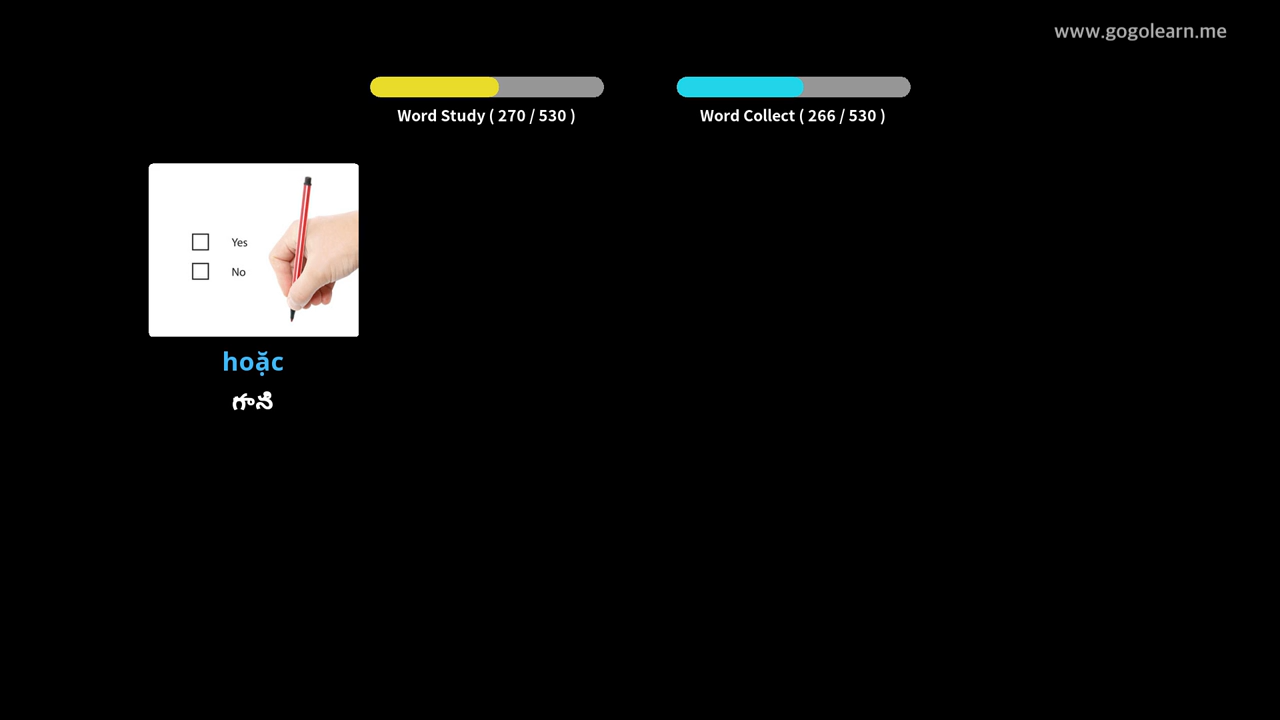 www.gogolearn.me
Word Study ( 270 / 530 )
Word Collect ( 266 / 530 )
Yes
No
hoặc
గాని